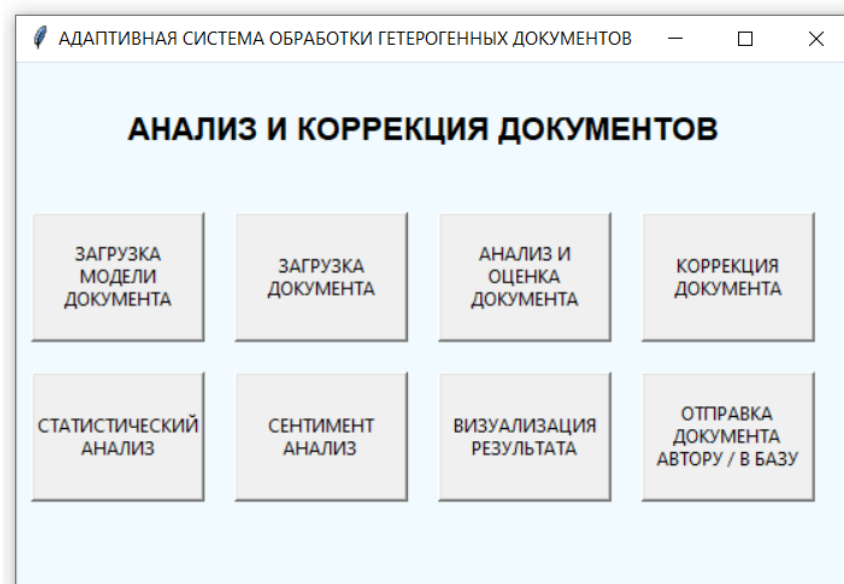 АДАПТИВНАЯ СИСТЕМА ОБРАБОТКИ ГЕТЕРОГЕННЫХ ДОКУМЕНТОВ
АНАЛИЗ И КОРРЕКЦИЯ ДОКУМЕНТОВ
ЗАГРУЗКА
МОДЕЛИ
ДОКУМЕНТА
ЗАГРУЗКА
ДОКУМЕНТА
АНАЛИЗ И
ОЦЕНКА
ДОКУМЕНТА
КОРРЕКЦИЯ
ДОКУМЕНТА
СТАТИСТИЧЕСКИЙ
АНАЛИЗ
СЕНТИМЕНТ
АНАЛИЗ
ВИЗУАЛИЗАЦИЯ
РЕЗУЛЬТАТА
ОТПРАВКА
ДОКУМЕНТА
АВТОРУ / В БАЗУ